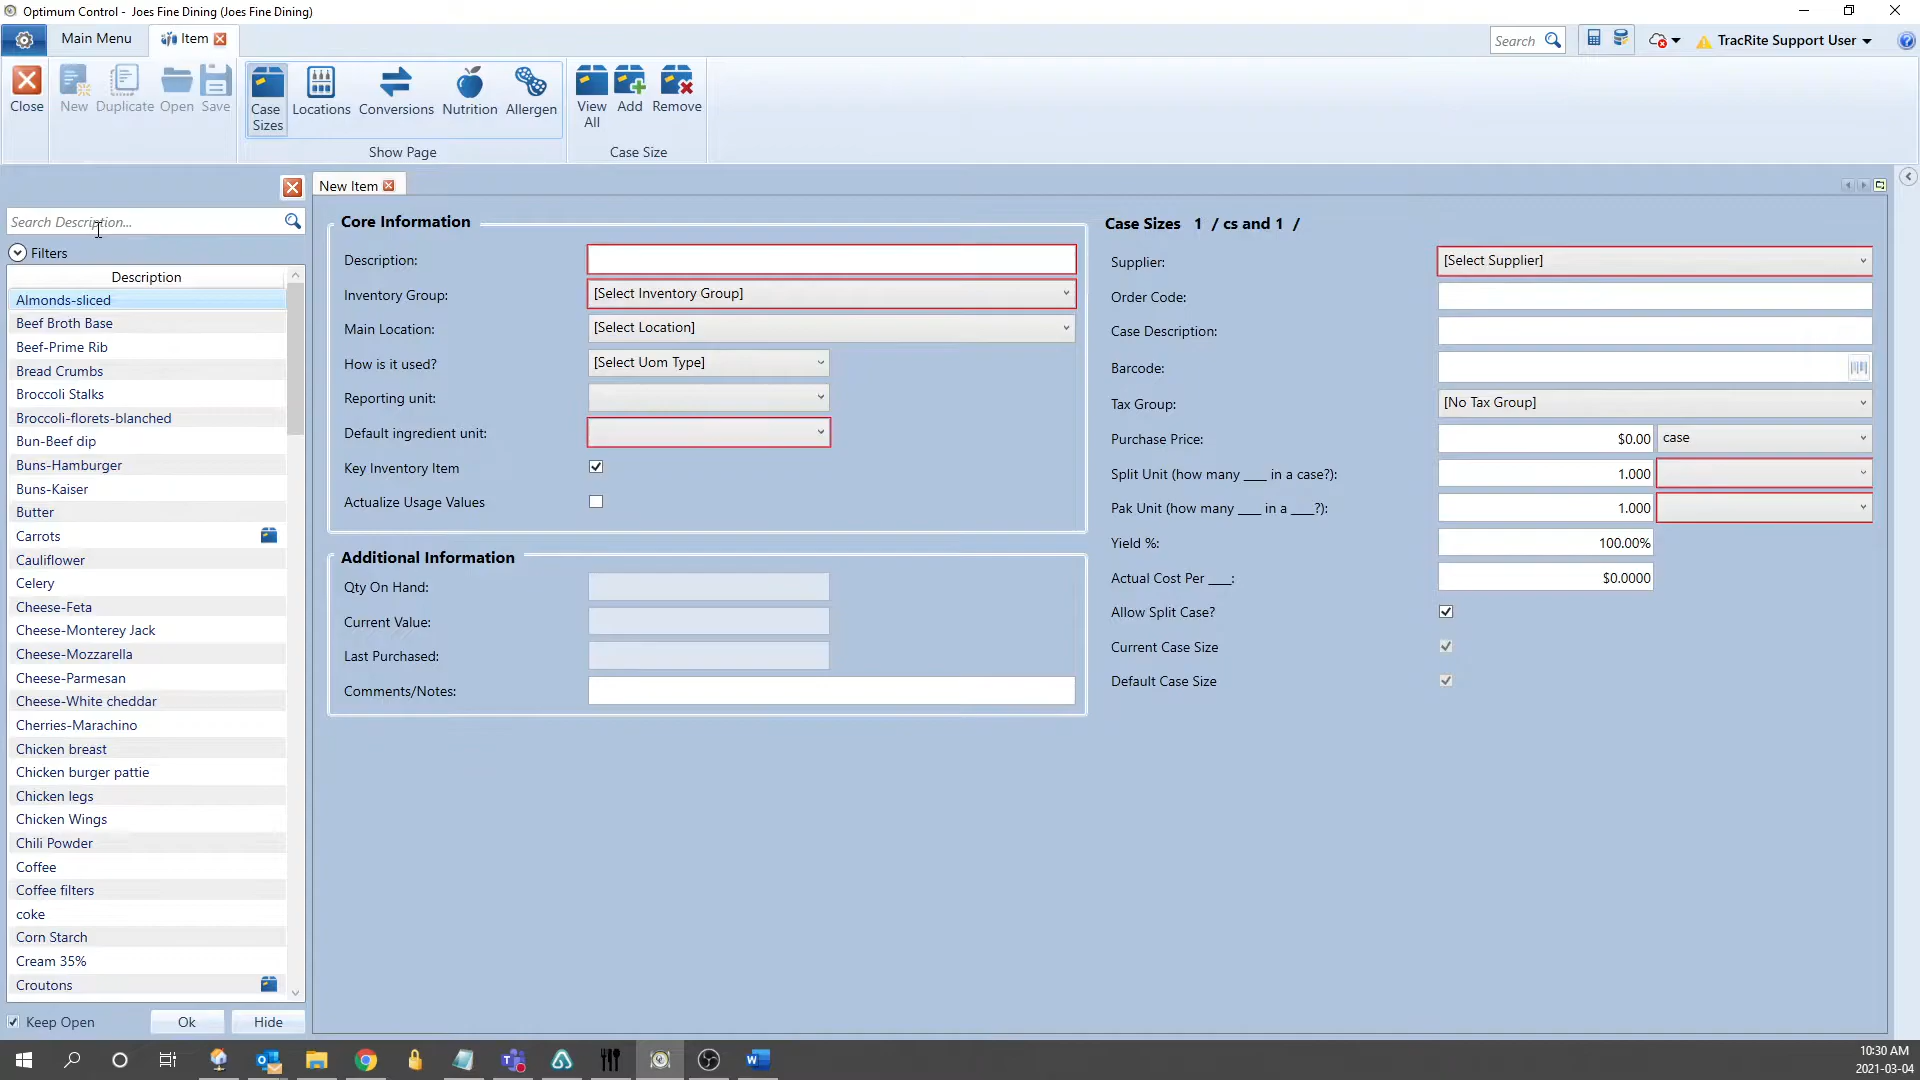 Optimum Control - Joes Fine Dining (Joes Fine Dining)
Main Menu
Item
Search
TracRite Support User
Close
New
Duplicate
Open
Save
Case Sizes
Locations
Conversions
Nutrition
Allergen
View All
Add
Remove
Show Page
Case Size
Search Description...
Filters
Description
Almonds-sliced
Beef Broth Base
Beef-Prime Rib
Bread Crumbs
Broccoli Stalks
Broccoli-florets-blanched
Bun-Beef dip
Buns-Hamburger
Buns-Kaiser
Butter
Carrots
Cauliflower
Celery
Cheese-Feta
Cheese-Monterey Jack
Cheese-Mozzarella
Cheese-Parmesan
Cheese-White cheddar
Cherries-Marachino
Chicken breast
Chicken burger pattie
Chicken legs
Chicken Wings
Chili Powder
Coffee
Coffee filters
coke
Corn Starch
Cream 35%
Croutons
Keep Open
Ok
Hide
New Item
Core Information
Description:
Inventory Group: [Select Inventory Group]
Main Location: [Select Location]
How is it used? [Select Uom Type]
Reporting unit:
Default ingredient unit:
Key Inventory Item
Actualize Usage Values
Additional Information
Qty On Hand:
Current Value:
Last Purchased:
Comments/Notes:
Case Sizes 1 / cs and 1 /
Supplier: [Select Supplier]
Order Code:
Case Description:
Barcode:
Tax Group: [No Tax Group]
Purchase Price: $0.00 case
Split Unit (how many ___ in a case?): 1.000
Pak Unit (how many ___ in a ___?): 1.000
Yield %: 100.00%
Actual Cost Per ___: $0.0000
Allow Split Case?
Current Case Size
Default Case Size
10:30 AM
2021-03-04